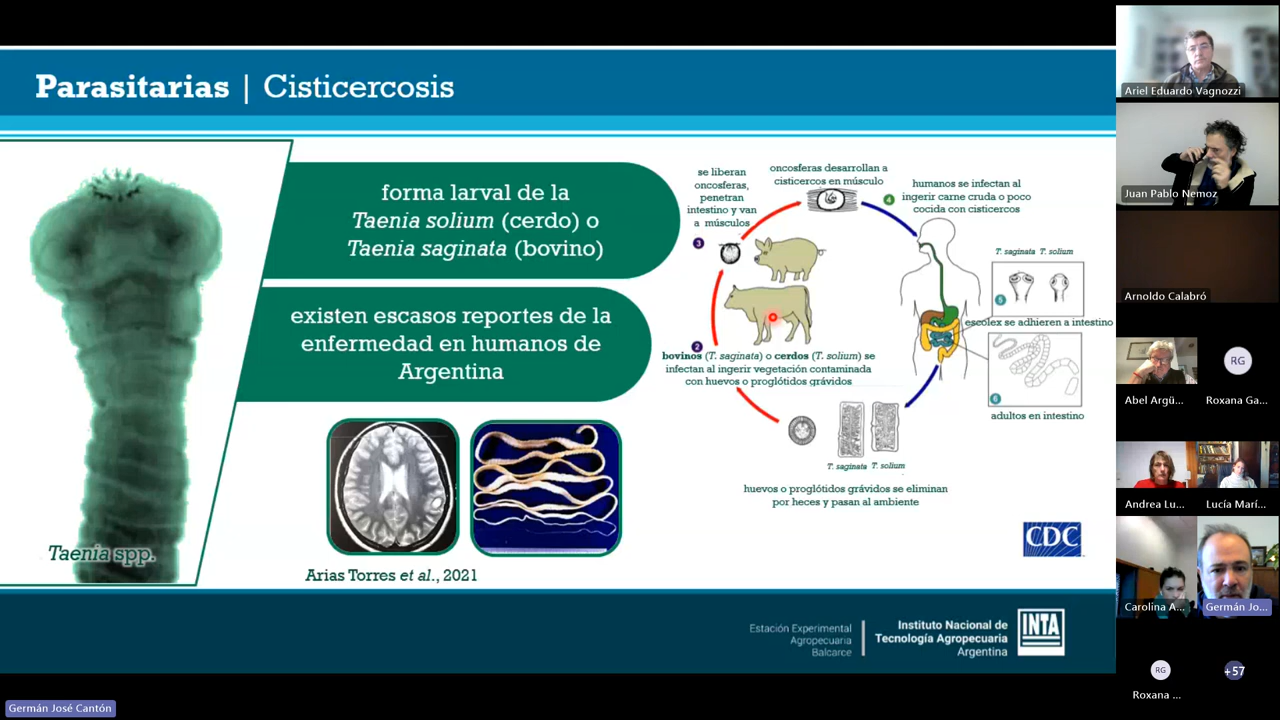 Parasitarias | Cisticercosis
forma larval de la
Taenia solium (cerdo) o
Taenia saginata (bovino)
existen escasos reportes de la
enfermedad en humanos de
Argentina
Taenia spp.
Arias Torres et al., 2021
se liberan
oncosferas,
penetran
intestino y van
a músculos
3
oncosferas desarrollan a
cisticercos en músculo
4
humanos se infectan al
ingerir carne cruda o poco
cocida con cisticercos
T. saginata T. solium
5
escolex se adhieren a intestino
6
adultos en intestino
2
bovinos (T. saginata) o cerdos (T. solium) se
infectan al ingerir vegetación contaminada
con huevos o proglótidos grávidos
T. saginata T. solium
huevos o proglótidos grávidos se eliminan
por heces y pasan al ambiente
CDC
Estación Experimental
Agropecuaria
Balcarce
Instituto Nacional de
Tecnología Agropecuaria
Argentina
INTA
Ariel Eduardo Vagnozzi
Juan Pablo Nemoz
Arnoldo Calabró
RG
Abel Argü...
Roxana Ga...
Andrea Lu...
Lucía Marí...
Carolina A...
Germán Jo...
RG
+57
Roxana ...
Germán José Cantón